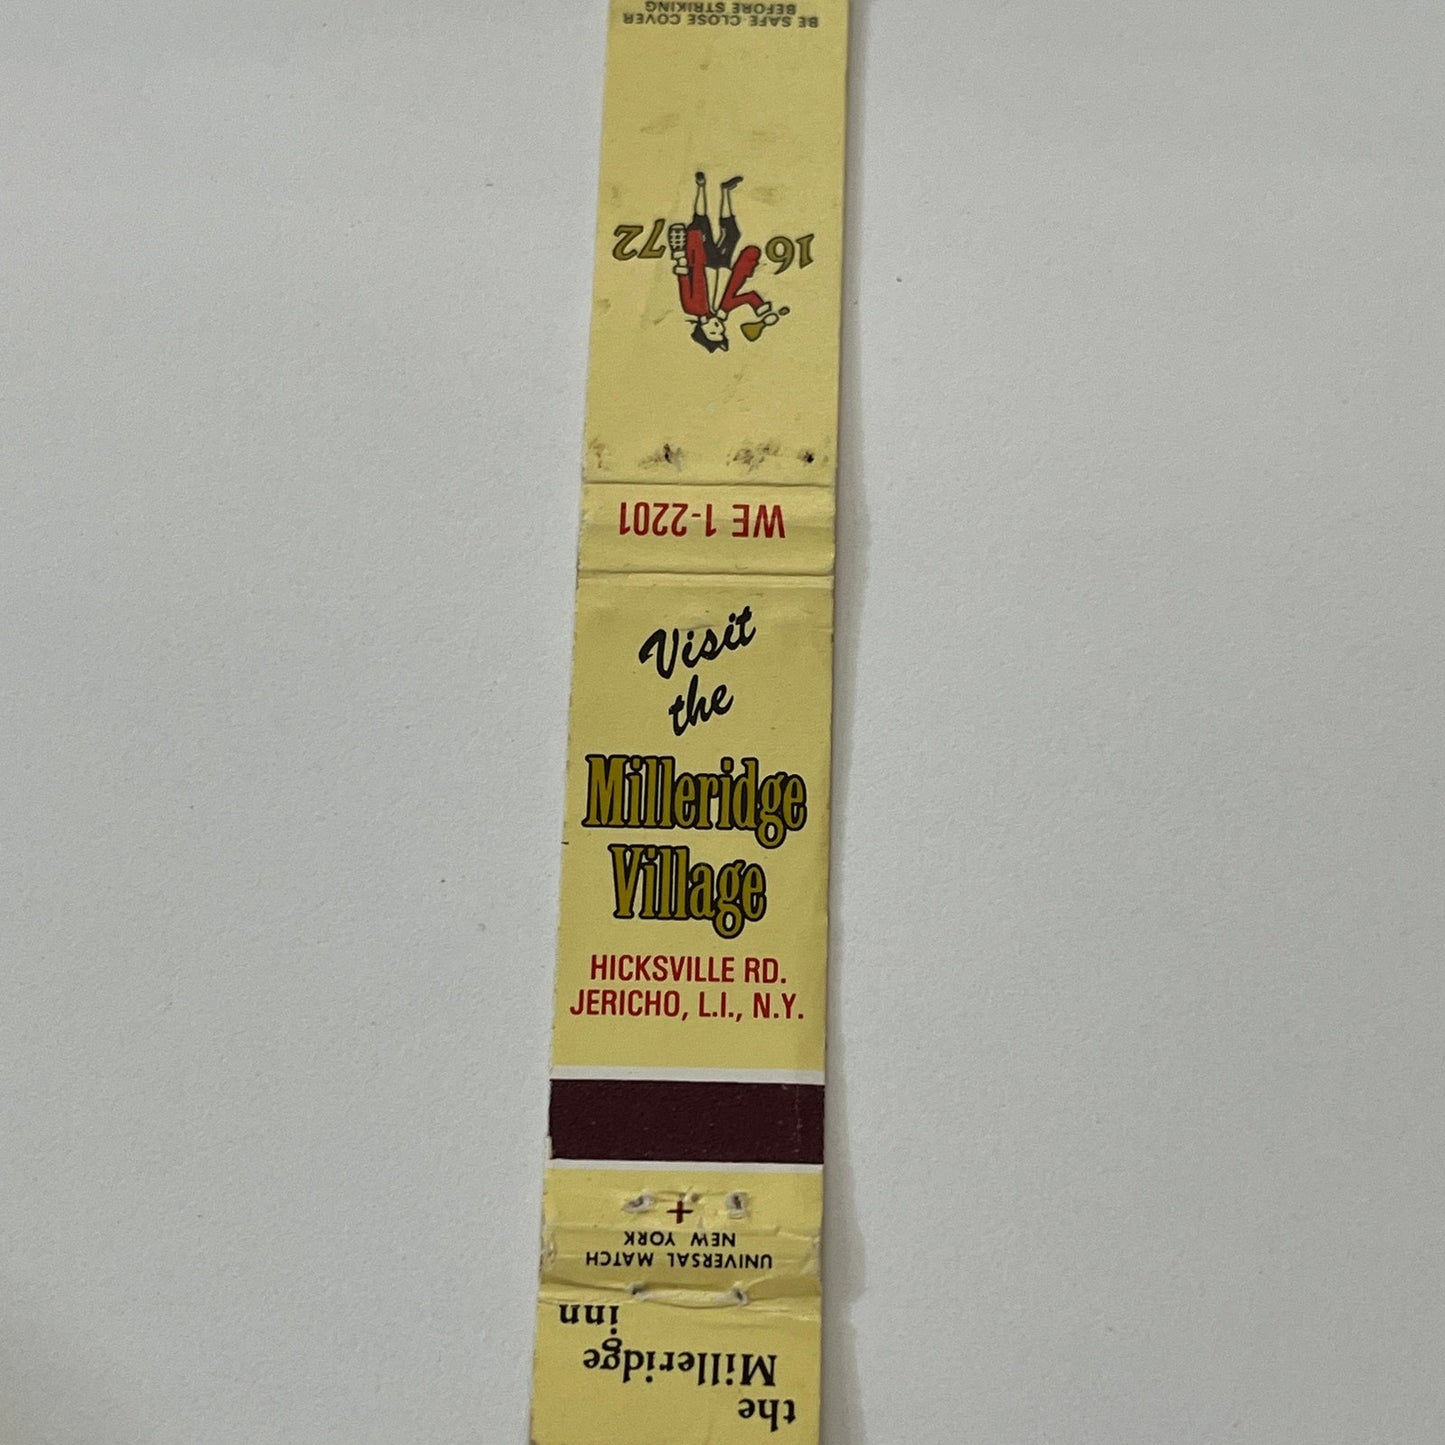 BE SAFE-CLOSE COVER
BEFORE STRIKING
16 72
WE 1-2201
Visit
the
Milleridge
Village
HICKSVILLE RD.
JERICHO, L.I., N.Y.
UNIVERSAL MATCH
NEW YORK
the
Milleridge
inn